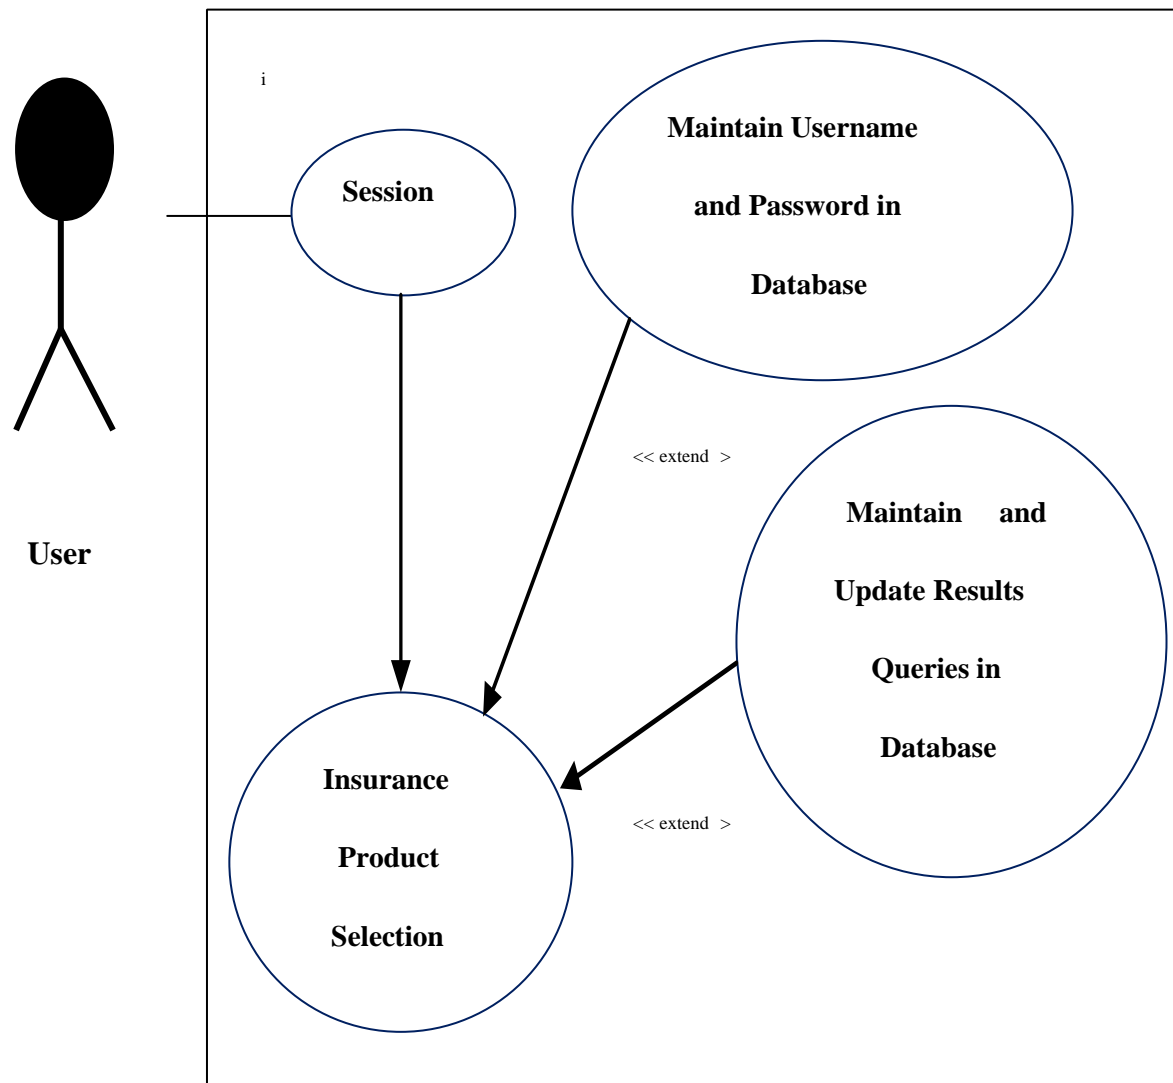 i
Session
Maintain Username
and Password in
Database
<< extend >
User
Maintain and
Update Results
Queries in
Database
Insurance
Product
Selection
<< extend >